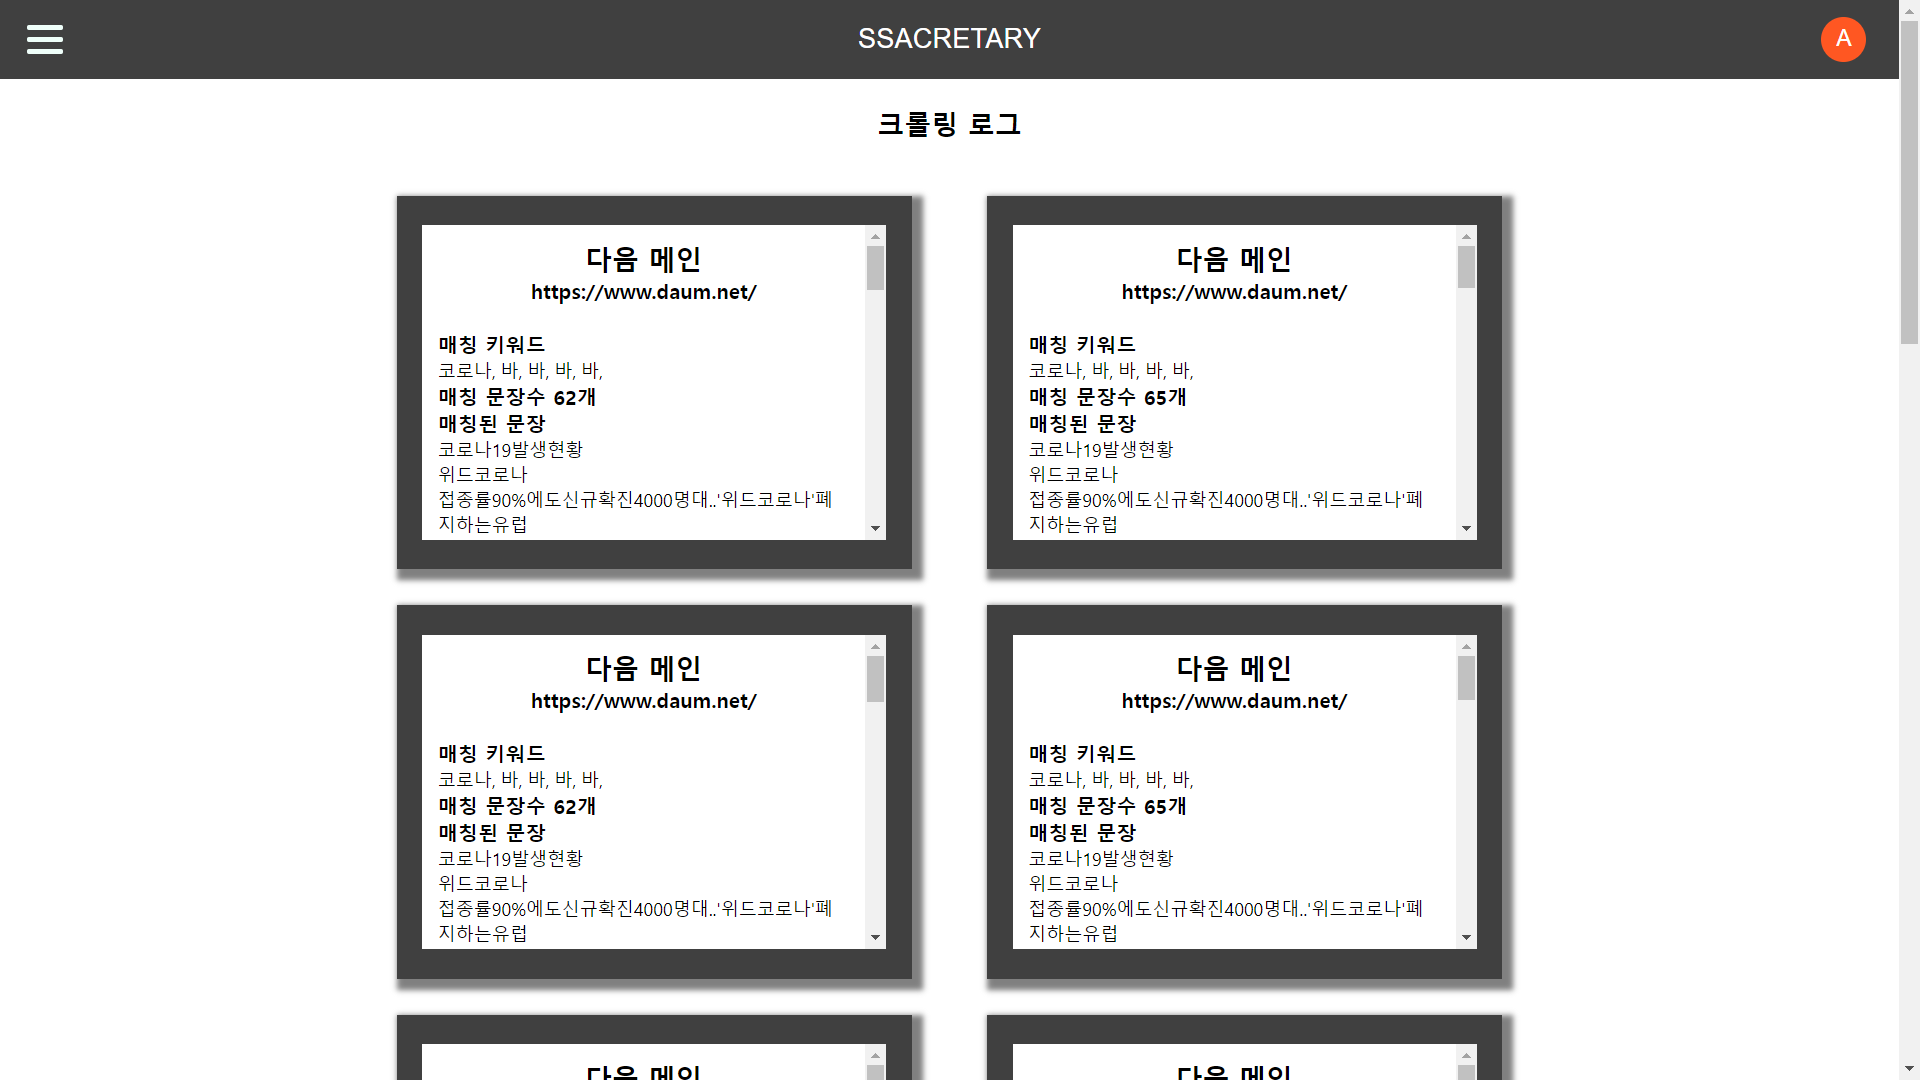 SSACRETARY
A
크롤링 로그
다음 메인
https://www.daum.net/
매칭 키워드
코로나, 바, 바, 바, 바,
매칭 문장수 62개
매칭된 문장
코로나19발생현황
위드코로나
접종률90%에도신규확진4000명대..'위드코로나'폐
지하는유럽
다음 메인
https://www.daum.net/
매칭 키워드
코로나, 바, 바, 바, 바,
매칭 문장수 65개
매칭된 문장
코로나19발생현황
위드코로나
접종률90%에도신규확진4000명대..'위드코로나'폐
지하는유럽
다음 메인
https://www.daum.net/
매칭 키워드
코로나, 바, 바, 바, 바,
매칭 문장수 62개
매칭된 문장
코로나19발생현황
위드코로나
접종률90%에도신규확진4000명대..'위드코로나'폐
지하는유럽
다음 메인
https://www.daum.net/
매칭 키워드
코로나, 바, 바, 바, 바,
매칭 문장수 65개
매칭된 문장
코로나19발생현황
위드코로나
접종률90%에도신규확진4000명대..'위드코로나'폐
지하는유럽
다음 메인
다음 메인